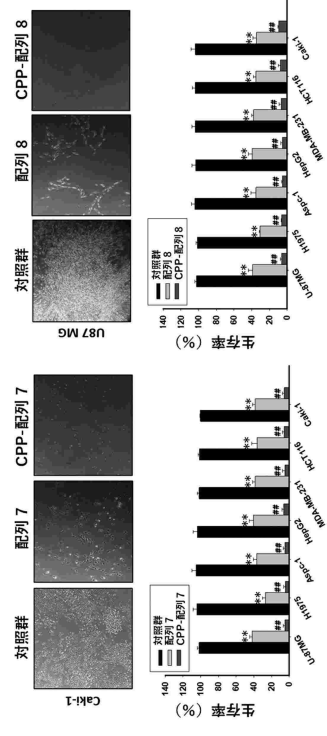 対照群
配列 7
CPP-配列 7
Caki-1
生存率 (%)
140
120
100
80
60
40
20
0
対照群
配列 7
CPP-配列 7
**
##
**
##
**
##
**
##
**
##
**
##
**
##
U-87MG
H1975
Aspc-1
HepG2
MDA-MB-231
HCT116
Caki-1
対照群
配列 8
CPP-配列 8
U87 MG
生存率 (%)
140
120
100
80
60
40
20
0
対照群
配列 8
CPP-配列 8
**
##
**
##
**
##
**
##
**
##
**
##
**
##
U-87MG
H1975
Aspc-1
HepG2
MDA-MB-231
HCT116
Caki-1